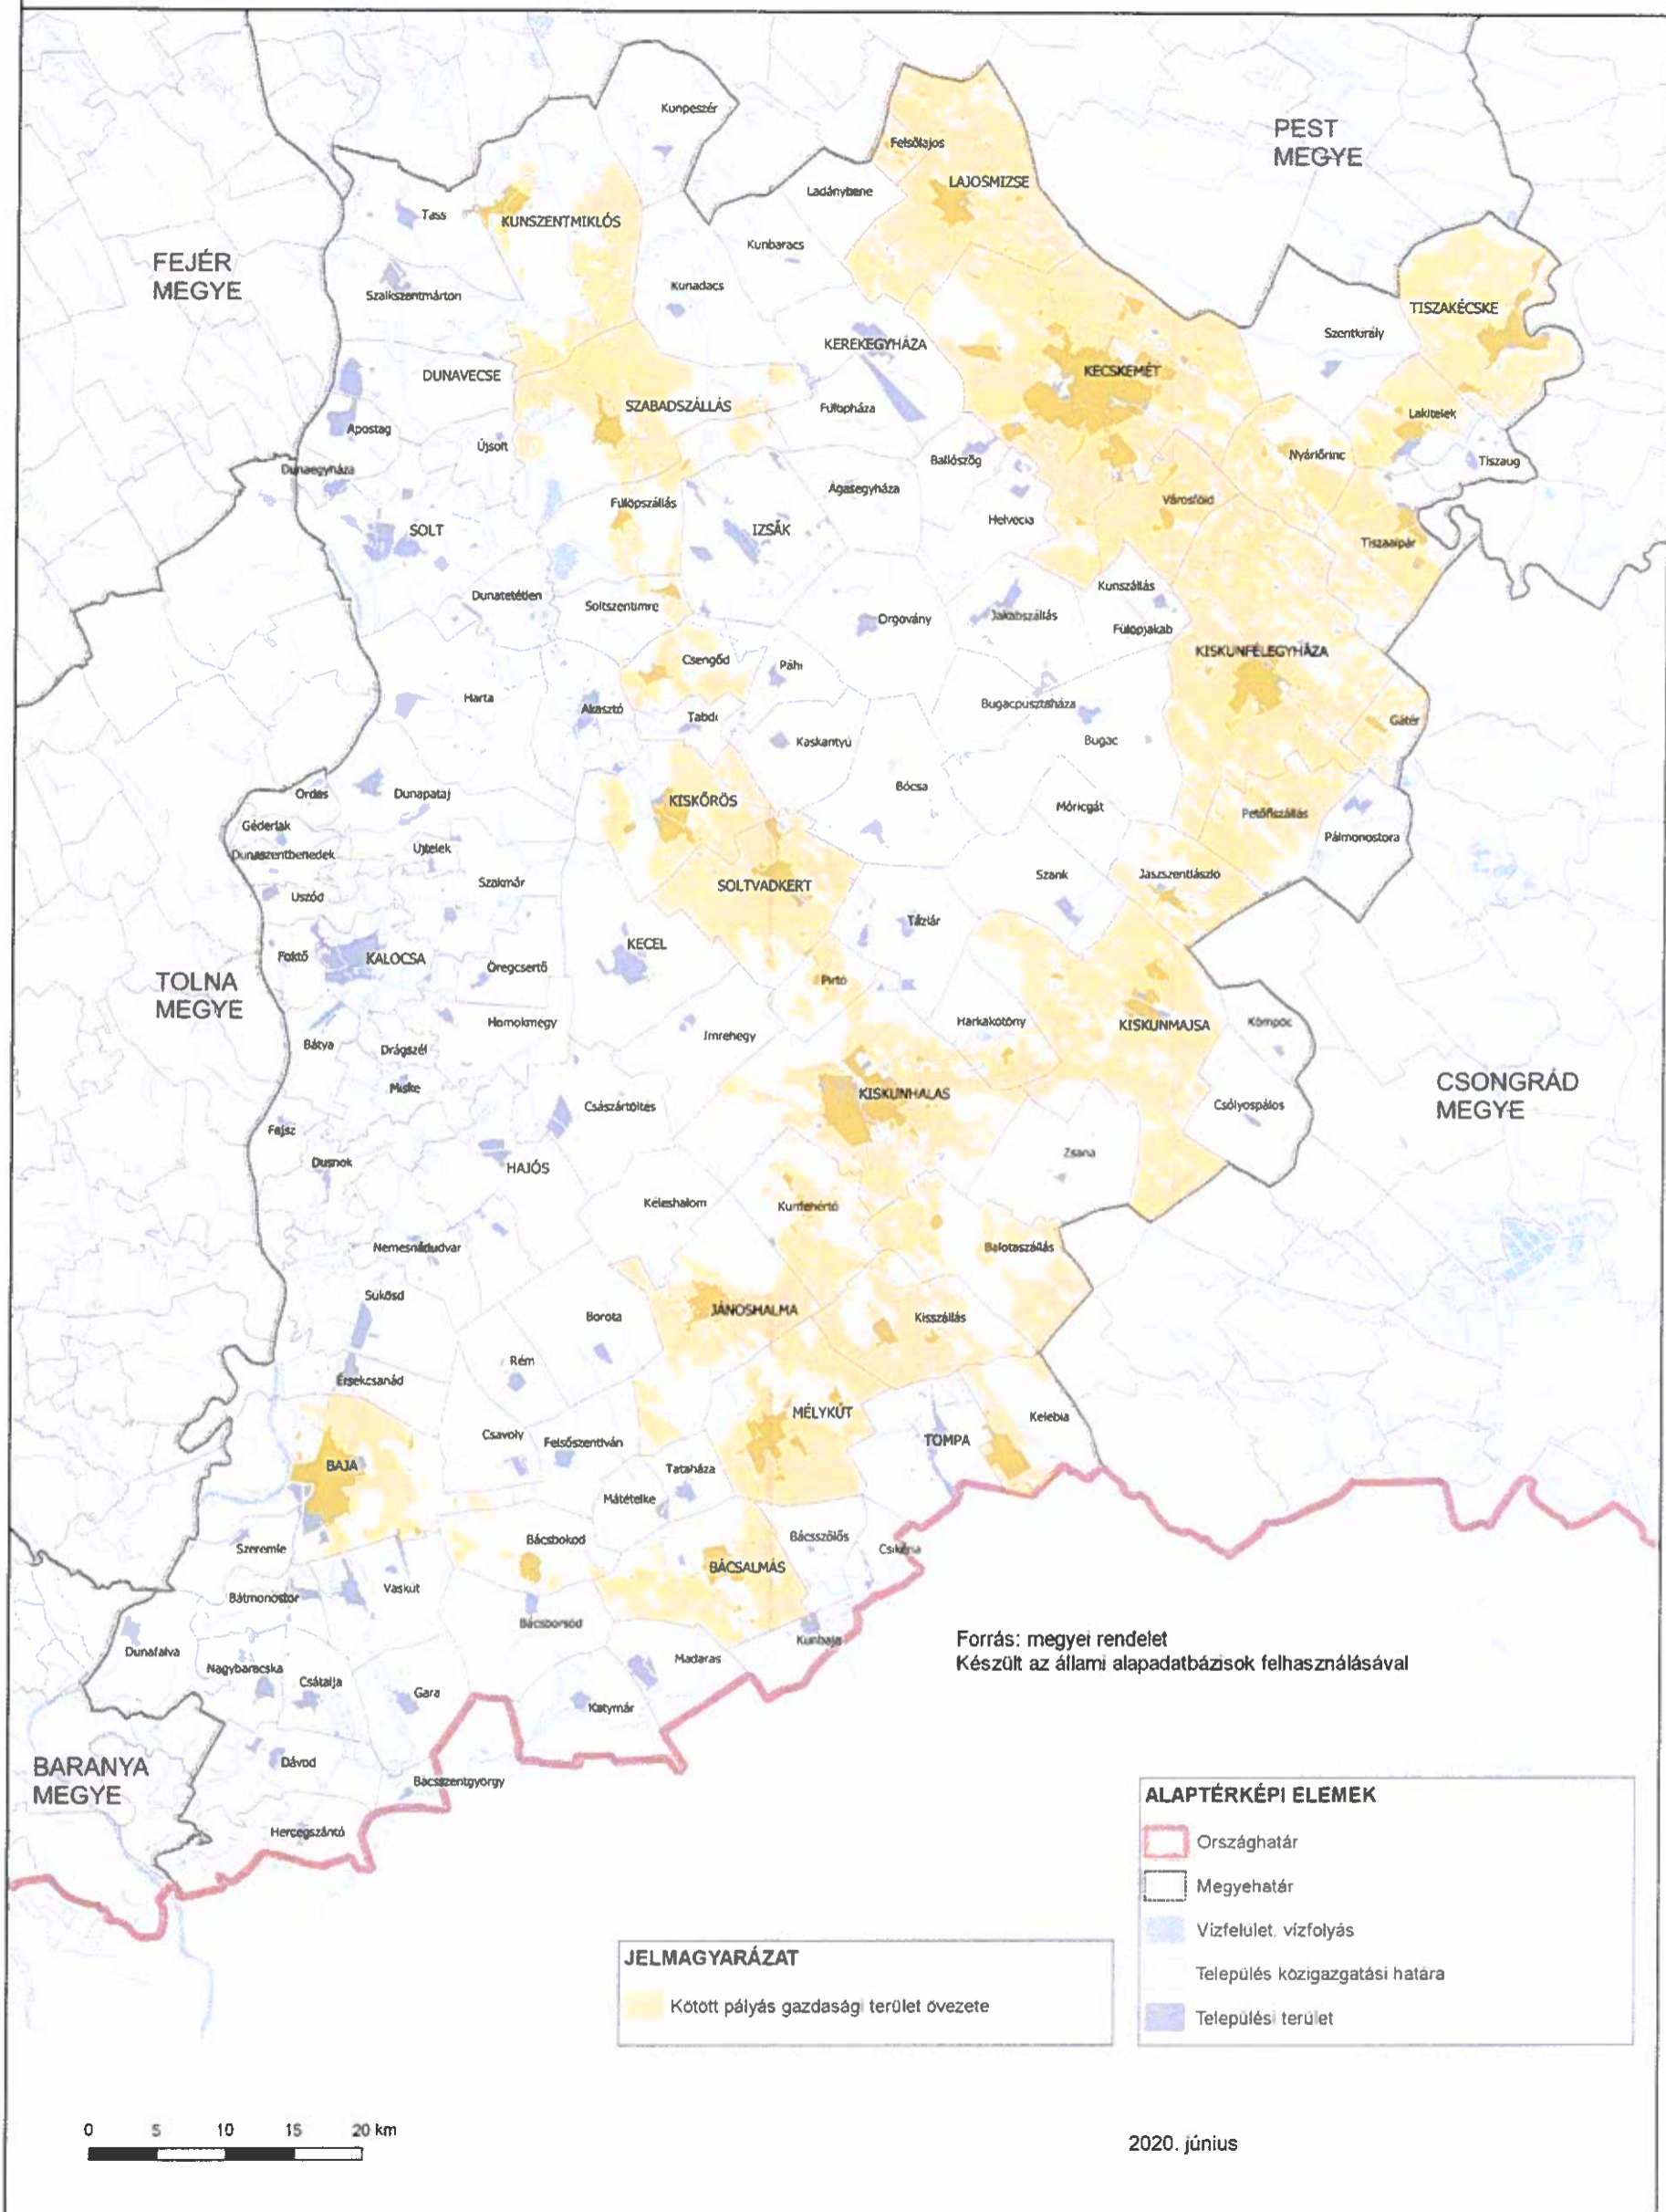 Kunpeszér
PEST
MEGYE
Felsőlajos
LAJOSMIZSE
Ladánybene
Tass
KUNSZENTMIKLÓS
Kunbaracs
FEJÉR
MEGYE
Szalkszentmárton
Kunadacs
TISZAKÉCSKE
Szentkirály
KEREKEGYHÁZA
KECSKEMÉT
DUNAVECSE
SZABADSZÁLLÁS
Fülöpháza
Lakitelek
Apostag
Újsolt
Ballószög
Nyárlőrinc
Tiszaug
Dunaegyháza
Ágasegyháza
Városföld
Fülöpszállás
Helvécia
SOLT
IZSÁK
Tiszaalpár
Kunszállás
Dunatetétlen
Soltszentimre
Orgovány
Jakabszállás
Fülöpjakab
KISKUNFÉLEGYHÁZA
Csengőd
Páhi
Harta
Akasztó
Tabdi
Bugacpusztaháza
Gátér
Kaskantyú
Bugac
Ordas
Dunapataj
KISKŐRÖS
Bócsa
Móricgát
Petőfiszállás
Géderlak
Pálmonostora
Dunaszentbenedek
Újtelek
Szakmár
SOLTVADKERT
Szank
Jászszentlászló
Uszód
Tázlár
Foktő
KALOCSA
KECEL
Öregcsertő
TOLNA
MEGYE
Pirtó
Homokmégy
Imrehegy
Harkakötöny
KISKUNMAJSA
Kömpöc
Bátya
Drágszél
Miske
KISKUNHALAS
CSONGRÁD
MEGYE
Császártöltés
Csólyospálos
Fajsz
Dusnok
HAJÓS
Zsana
Kéleshalom
Kunfehértó
Nemesnádudvar
Balotaszállás
Sükösd
Borota
JÁNOSHALMA
Kisszállás
Rém
Érsekcsanád
MÉLYKÚT
Kelebia
Csávoly
Felsőszentiván
TOMPA
BAJA
Tataháza
Mátételke
Szeremle
Bácsbokod
Bácsszőlős
Csikéria
BÁCSALMÁS
Bátmonostor
Vaskút
Bácsborsód
Dunafalva
Kunbaja
Forrás: megyei rendelet
Készült az állami alapadatbázisok felhasználásával
Nagybaracska
Csátalja
Madaras
Gara
Katymár
BARANYA
MEGYE
Dávod
Bácsszentgyörgy
Hercegszántó
ALAPTÉRKÉPI ELEMEK
Országhatár
Megyehatár
Vízfelület, vízfolyás
Település közigazgatási határa
Települési terület
JELMAGYARÁZAT
Kötött pályás gazdasági terület övezete
0 5 10 15 20 km
2020. június